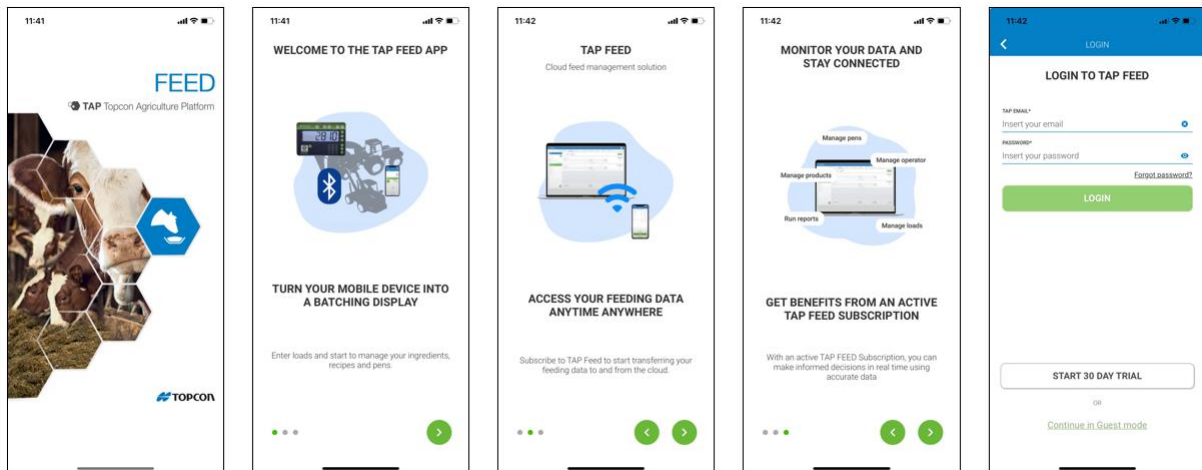 11:41
FEED
TAP Topcon Agriculture Platform
TOPCON
11:41
WELCOME TO THE TAP FEED APP
2810
TURN YOUR MOBILE DEVICE INTO
A BATCHING DISPLAY
Enter loads and start to manage your ingredients,
recipes and pens.
11:42
TAP FEED
Cloud feed management solution
ACCESS YOUR FEEDING DATA
ANYTIME ANYWHERE
Subscribe to TAP Feed to start transferring your
feeding data to and from the cloud.
11:42
MONITOR YOUR DATA AND
STAY CONNECTED
Manage pens
Manage operator
Manage products
Run reports
Manage loads
GET BENEFITS FROM AN ACTIVE
TAP FEED SUBSCRIPTION
With an active TAP FEED Subscription, you can
make informed decisions in real time using
accurate data
11:42
LOGIN
LOGIN TO TAP FEED
TAP EMAIL*
Insert your email
PASSWORD*
Insert your password
Forgot password?
LOGIN
START 30 DAY TRIAL
OR
Continue in Guest mode